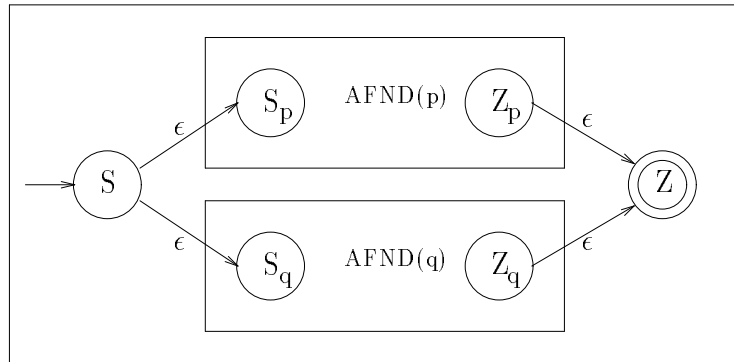 S_p AFND(p) Z_p
ϵ ϵ
S Z
ϵ ϵ
S_q AFND(q) Z_q